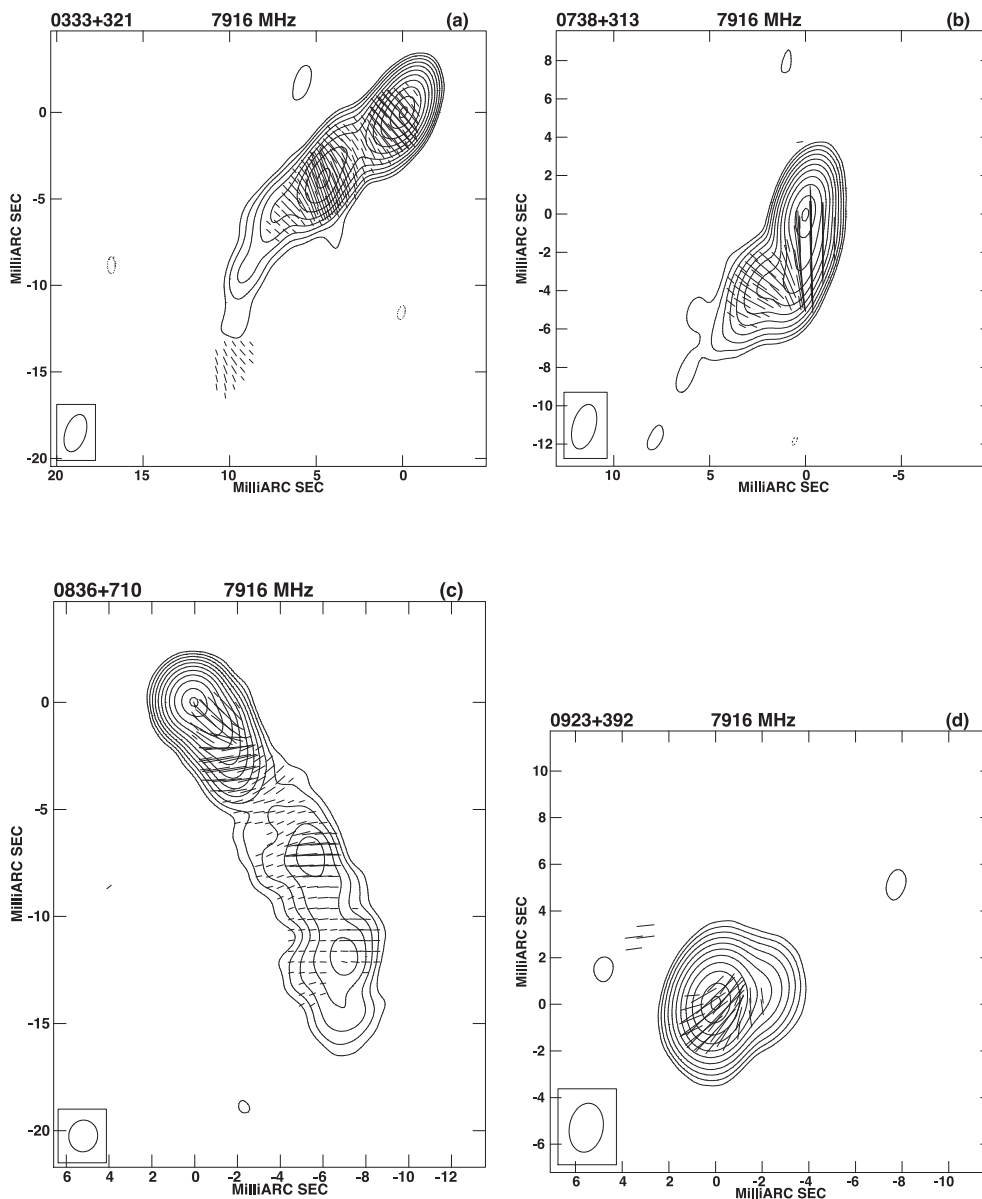 0333+321 7916 MHz (a)
0
-5
-10
-15
-20
MilliARC SEC
20 15 10 5 0
MilliARC SEC
0738+313 7916 MHz (b)
8
6
4
2
0
-2
-4
-6
-8
-10
-12
MilliARC SEC
10 5 0 -5
MilliARC SEC
0836+710 7916 MHz (c)
0
-5
-10
-15
-20
MilliARC SEC
6 4 2 0 -2 -4 -6 -8 -10 -12
MilliARC SEC
0923+392 7916 MHz (d)
10
8
6
4
2
0
-2
-4
-6
MilliARC SEC
6 4 2 0 -2 -4 -6 -8 -10
MilliARC SEC